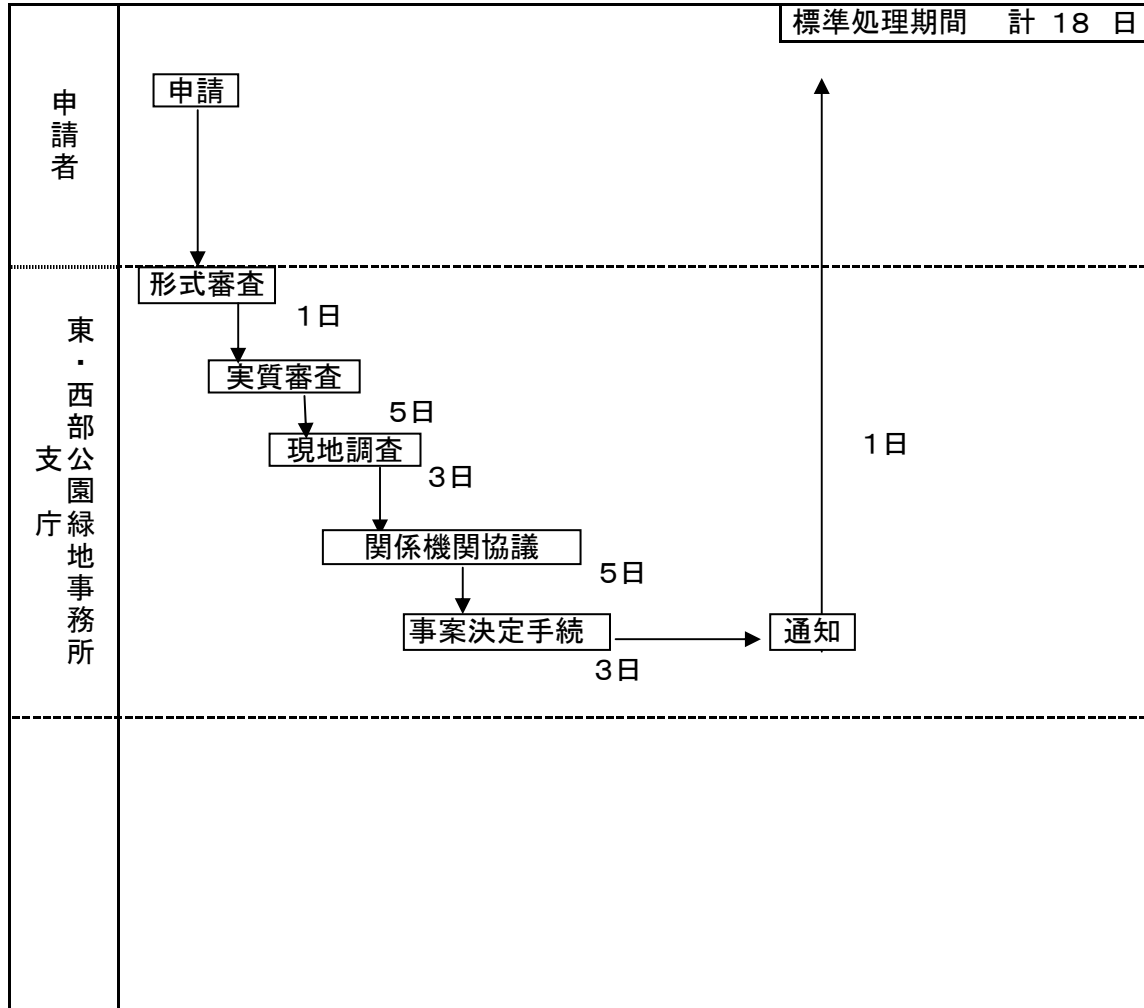 標準処理期間 計 18 日
申請者
申請
形式審査
1日
東・西部公園緑地事務所
支庁
実質審査
5日
現地調査
3日
1日
関係機関協議
5日
事案決定手続
通知
3日